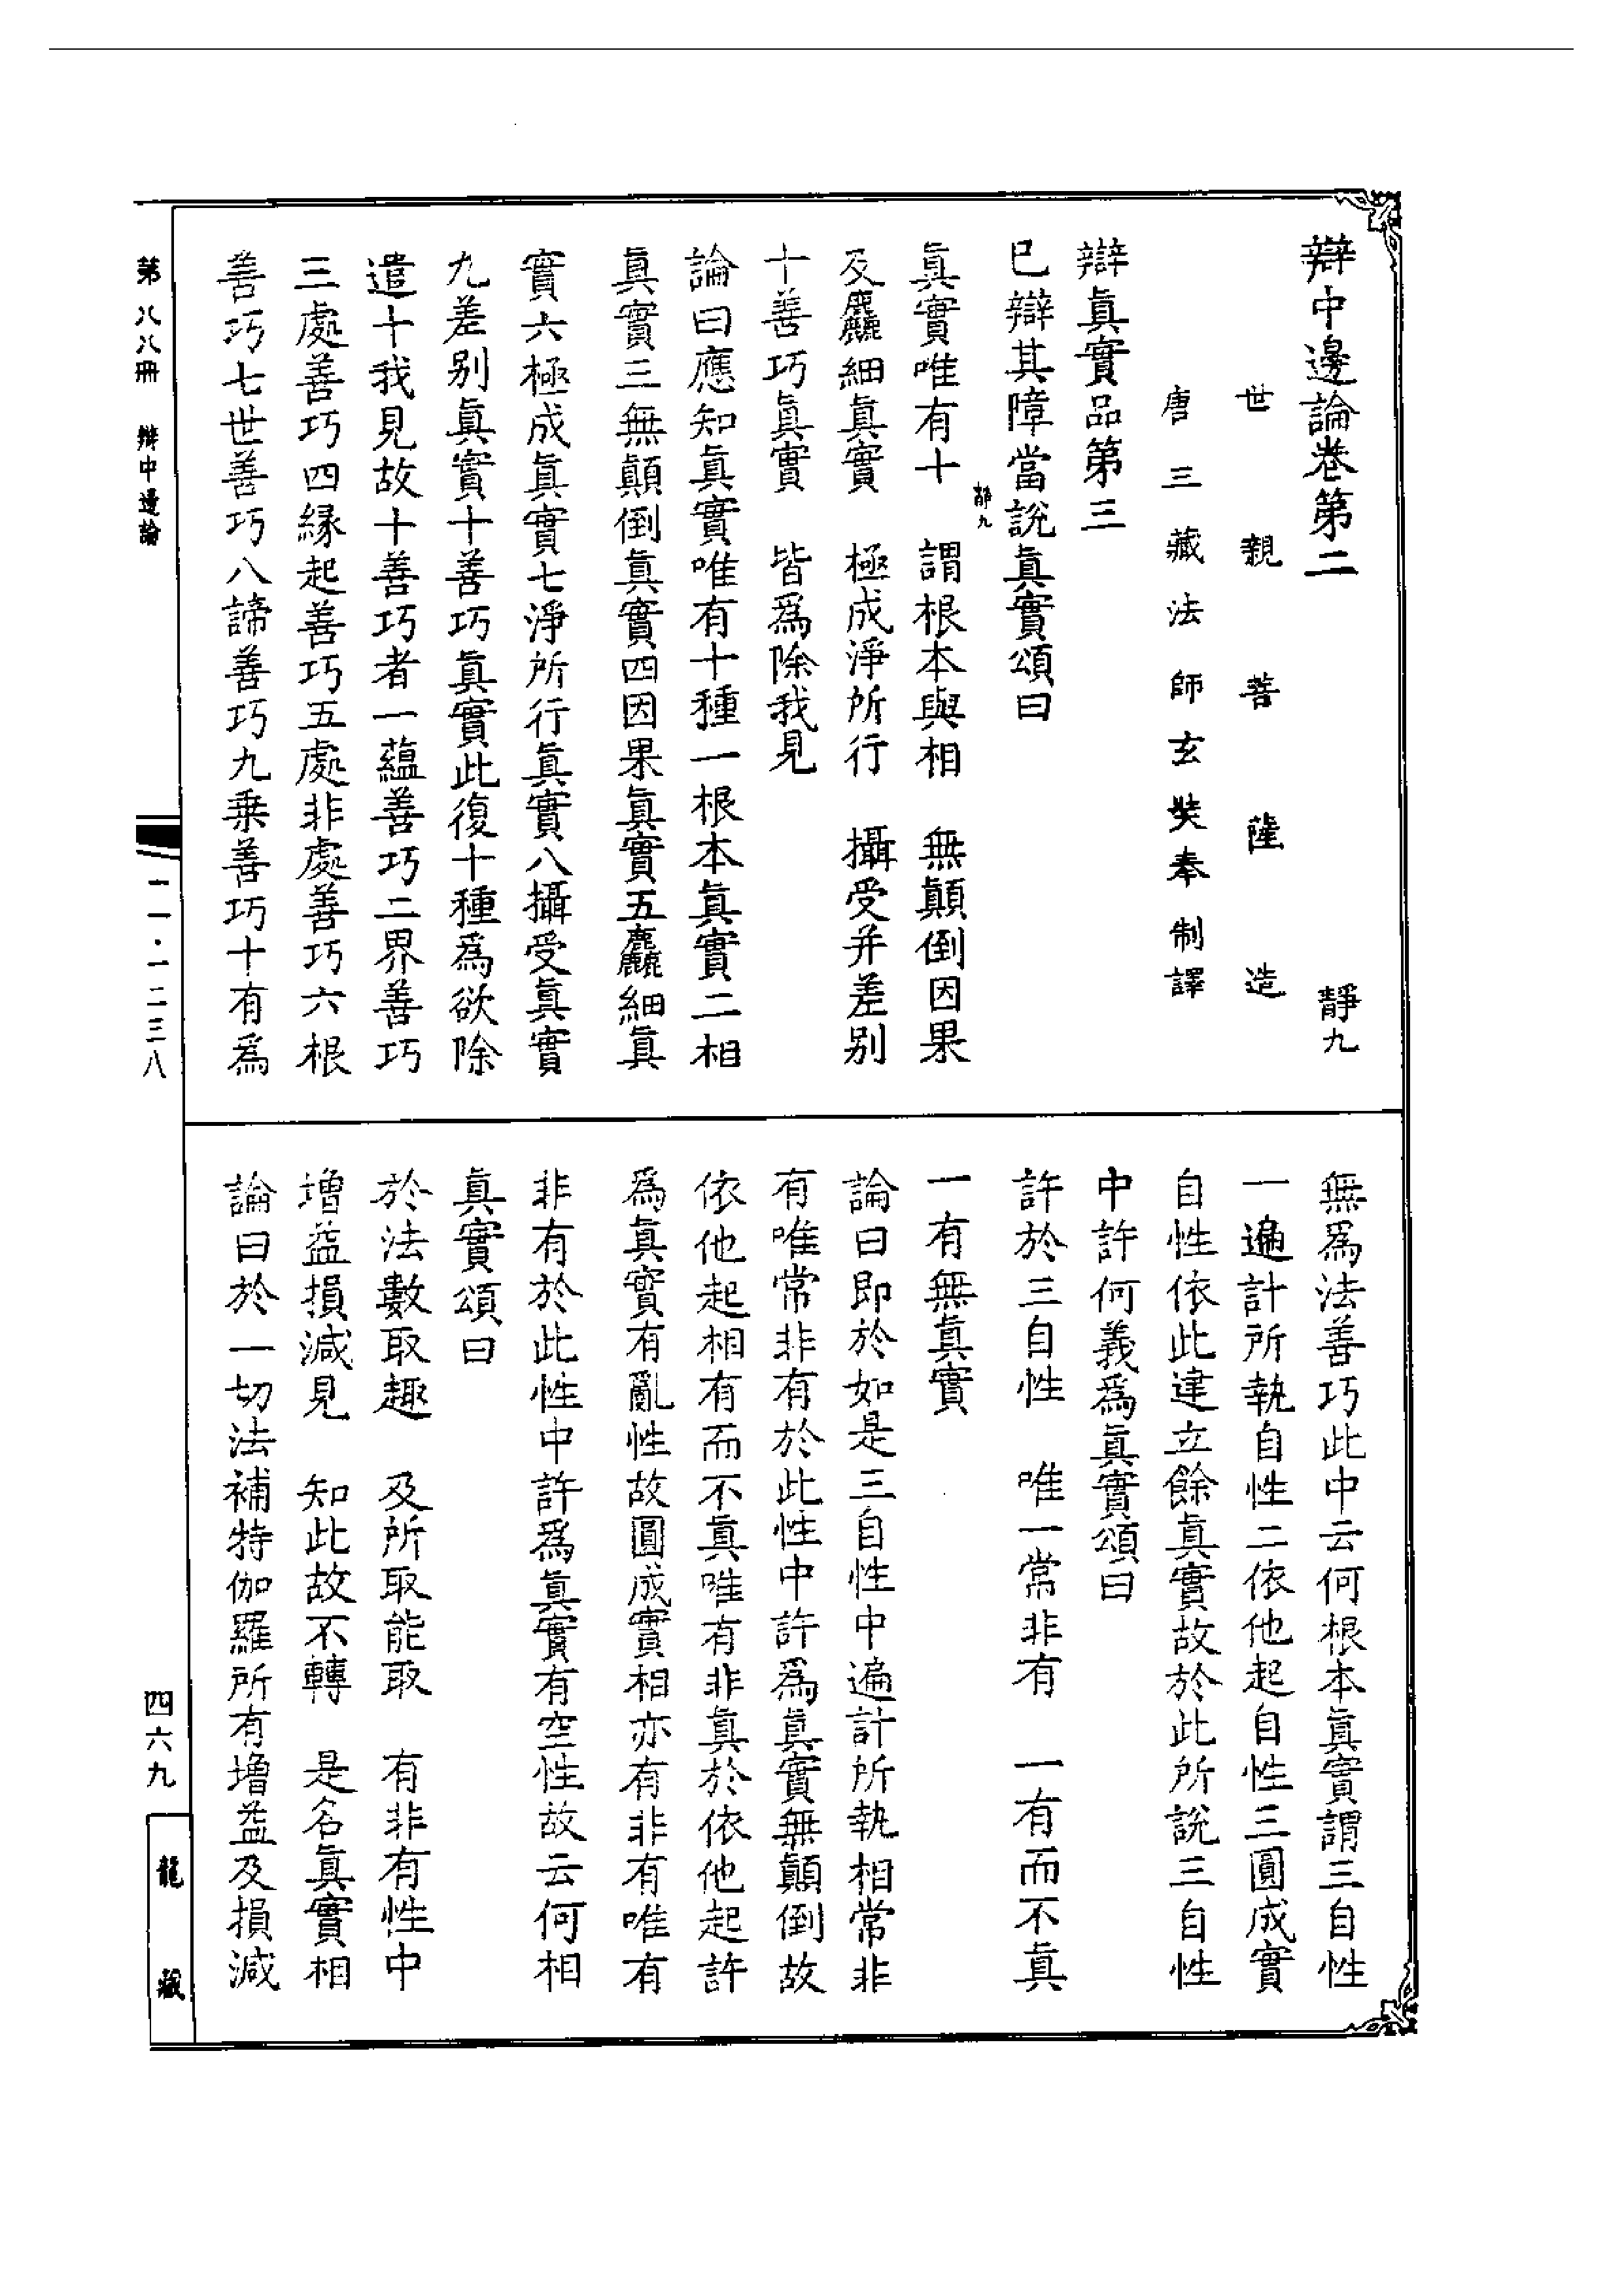 辯中邊論卷第二 靜九
世親菩薩造
唐三藏法師玄奘奉制譯
辯眞實品第三
已辯其障當說眞實頌曰
靜九
眞實唯有十　謂根本與相　無顛倒因果
及麤細眞實　極成淨所行　攝受并差别
十善巧眞實　皆爲除我見
論曰應知眞實唯有十種一根本眞實二相
眞實三無顛倒眞實四因果眞實五麤細眞
實六極成眞實七淨所行眞實八攝受眞實
九差别眞實十善巧眞實此復十種爲欲除
遣十我見故十善巧者一蘊善巧二界善巧
三處善巧四緣起善巧五處非處善巧六根
善巧七世善巧八諦善巧九乘善巧十有爲
無爲法善巧此中云何根本眞實謂三自性
一遍計所執自性二依他起自性三圓成實
自性依此建立餘眞實故於此所說三自性
中許何義爲眞實頌曰
許於三自性　唯一常非有　一有而不眞
一有無眞實
論曰即於如是三自性中遍計所執相常非
有唯常非有於此性中許爲眞實無顛倒故
依他起相有而不眞唯有非眞於依他起許
爲眞實有亂性故圓成實相亦有非有唯有
非有於此性中許爲眞實有空性故云何相
眞實頌曰
於法數取趣　及所取能取　有非有性中
增益損減見　知此故不轉　是名眞實相
論曰於一切法補特伽羅所有增益及損減
第八八冊　辯中邊論
一一·一二三八
四六九
龍藏